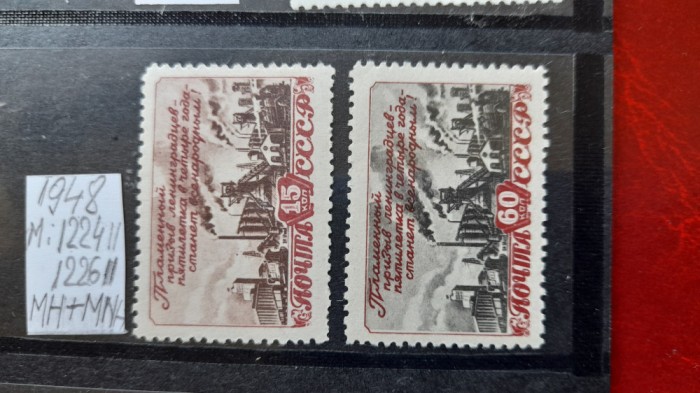 1948
M: 1224 II
1226 II
MH+MN
Пламенный
призыв ленинградцев-
пятилетка в четыре года-
станет всенародным!
15
коп
ПОЧТА СССР
Пламенный
призыв ленинградцев-
пятилетка в четыре года-
станет всенародным!
60
коп
ПОЧТА СССР